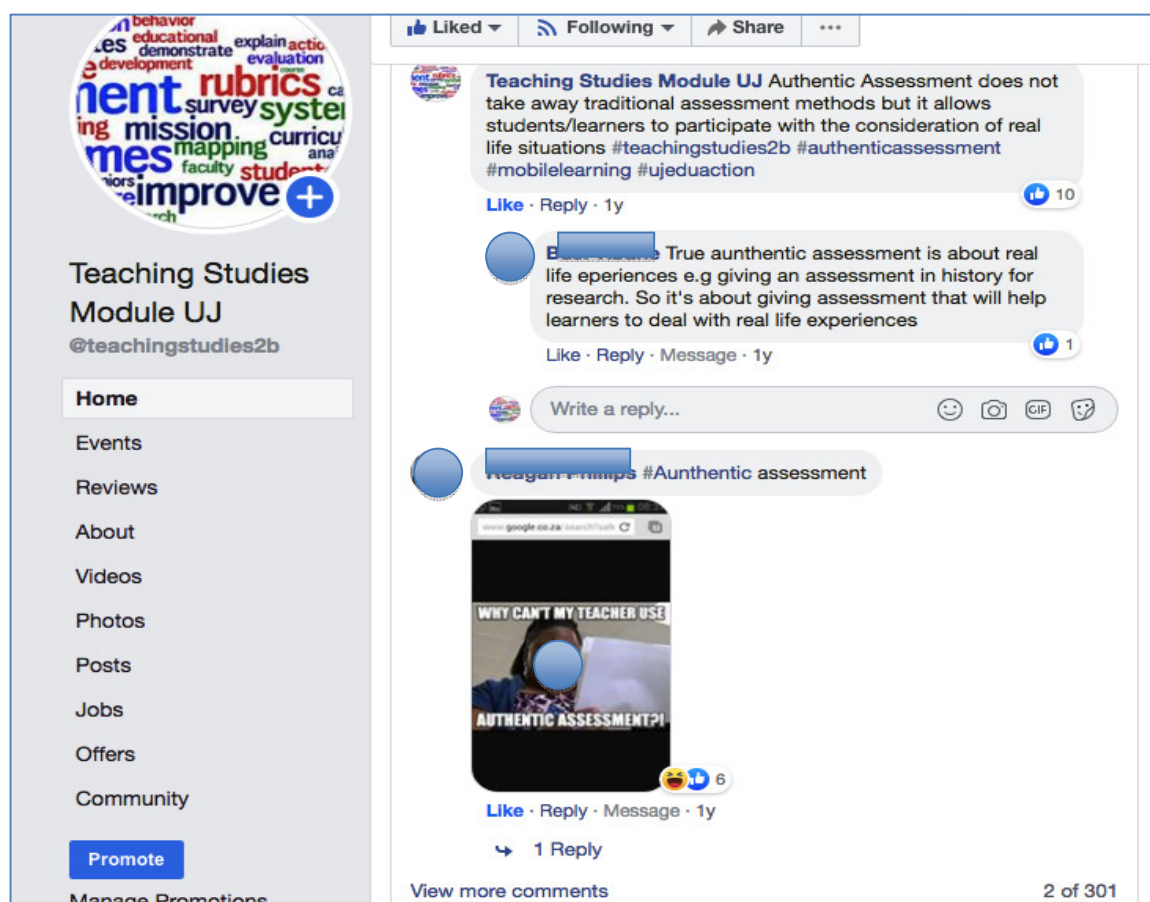 behavior
educational
demonstrate explain
development evaluation
rubrics
survey
mission
mapping
faculty
improve
Teaching Studies
Module UJ
@teachingstudies2b
Home
Events
Reviews
About
Videos
Photos
Posts
Jobs
Offers
Community
Promote
Manage Promotions
Liked
Following
Share
Teaching Studies Module UJ Authentic Assessment does not
take away traditional assessment methods but it allows
students/learners to participate with the consideration of real
life situations #teachingstudies2b #authenticassessment
#mobilelearning #ujeduaction
10
Like · Reply · 1y
True aunthentic assessment is about real
life eperiences e.g giving an assessment in history for
research. So it's about giving assessment that will help
learners to deal with real life experiences
1
Like · Reply · Message · 1y
Write a reply...
GIF
#Aunthentic assessment
WHY CAN'T MY TEACHER USE
AUTHENTIC ASSESSMENT?!
6
Like · Reply · Message · 1y
1 Reply
View more comments
2 of 301